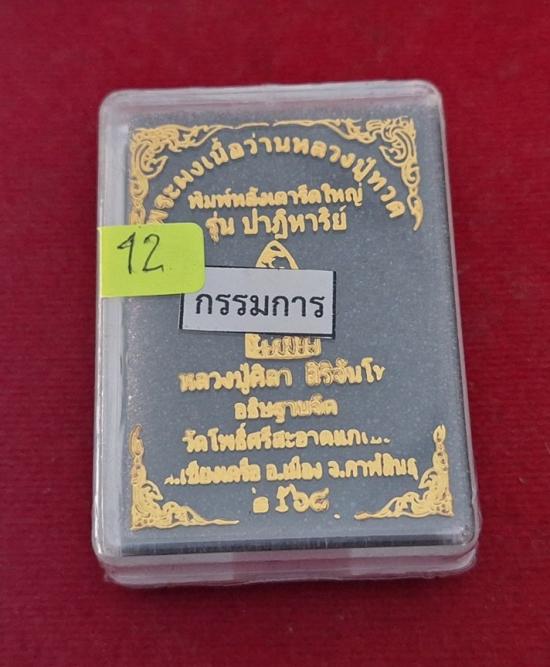 พระผงเนื้อว่านหลวงปู่ทวด
พิมพ์หลังเตารีดใหญ่
รุ่น ปาฏิหาริย์
12
กรรมการ
หลวงปู่ศิลา สิริจันโท
อธิษฐานจิต
วัดโพธิ์ศรีสะอาด
ต.เชียงเครือ อ.เมือง จ.กาฬสินธุ์
๒๕๖๘